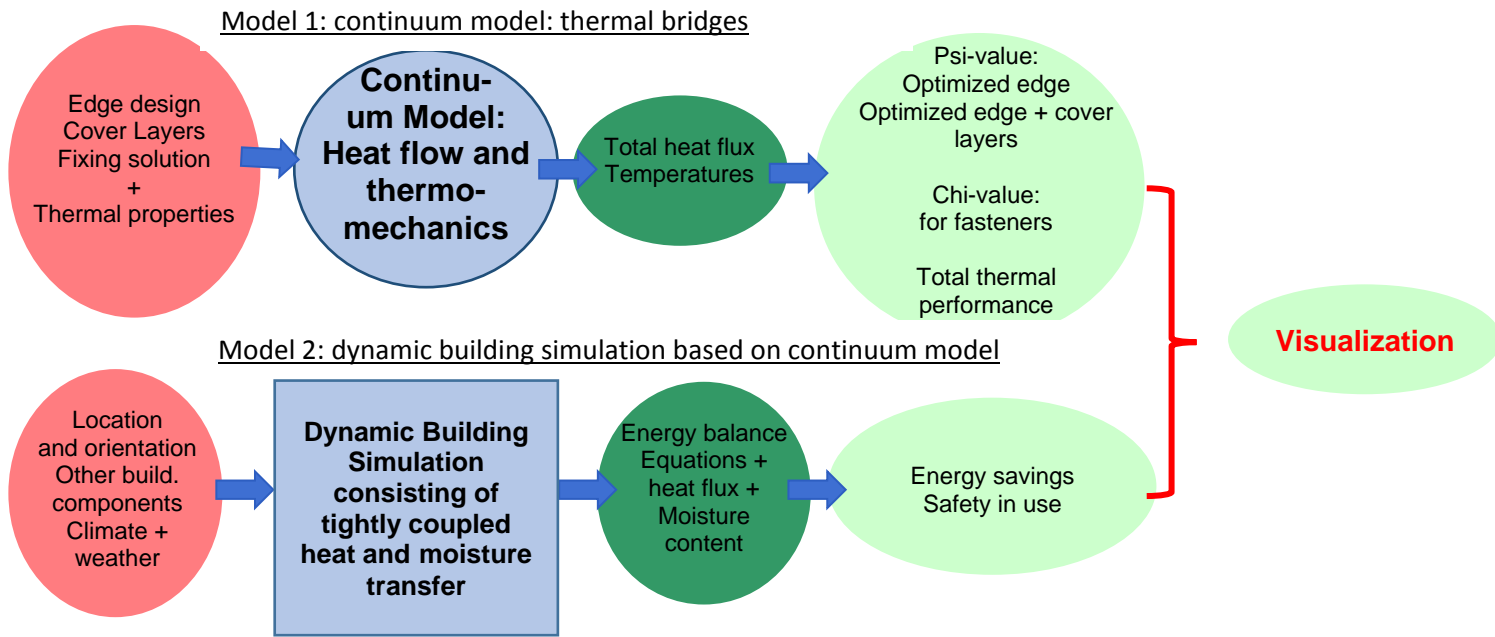 Model 1: continuum model: thermal bridges
Edge design
Cover Layers
Fixing solution
+
Thermal properties
Continu-
um Model:
Heat flow and
thermo-
mechanics
Total heat flux
Temperatures
Psi-value:
Optimized edge
Optimized edge + cover
layers
Chi-value:
for fasteners
Total thermal
performance
Visualization
Model 2: dynamic building simulation based on continuum model
Location
and orientation
Other build.
components
Climate +
weather
Dynamic Building
Simulation
consisting of
tightly coupled
heat and moisture
transfer
Energy balance
Equations +
heat flux +
Moisture
content
Energy savings
Safety in use